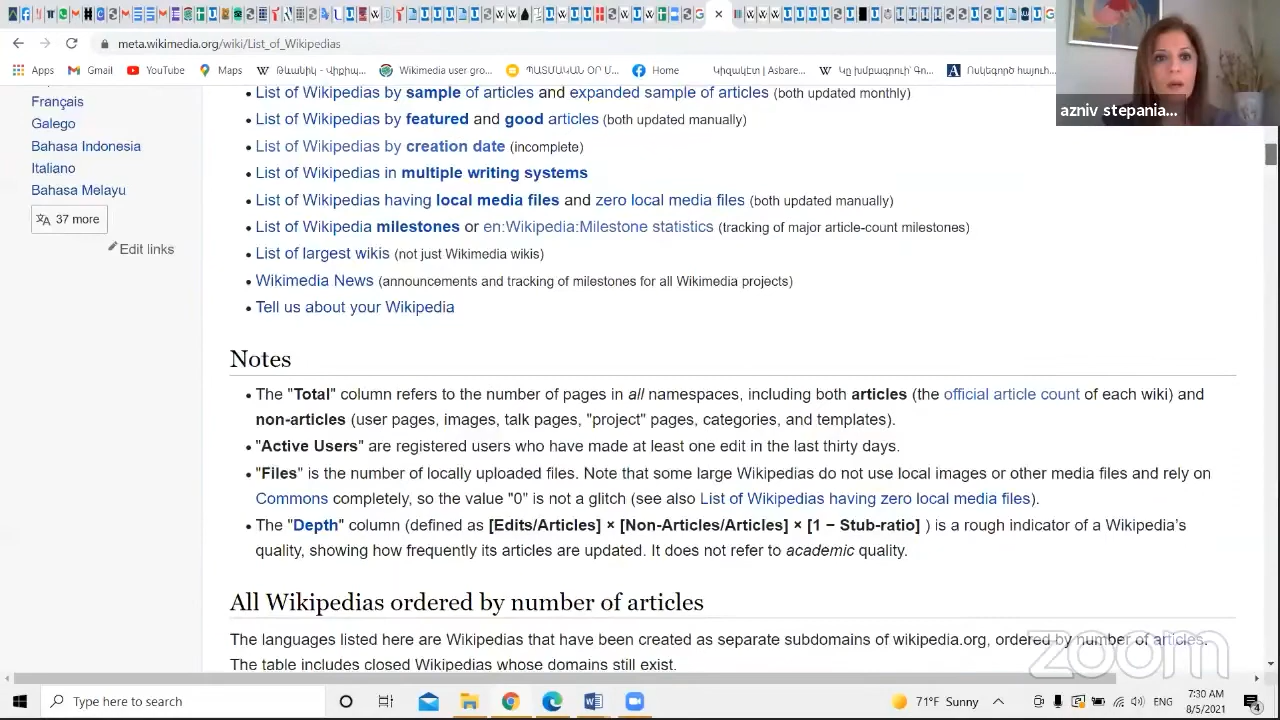 meta.wikimedia.org/wiki/List_of_Wikipedias
Apps
Gmail
YouTube
Maps
Թևանիկ - Վիքիպ...
Wikimedia user gro...
ՊԱՏՄԱԿԱՆ ՕՐ Մ...
Home
Կիզակէտ | Asbare...
Կը խմբագրուի՝ Գո...
Ոսկեգործ հայուհ...
azniv stepania...
Français
Galego
Bahasa Indonesia
Italiano
Bahasa Melayu
37 more
Edit links
• List of Wikipedias by sample of articles and expanded sample of articles (both updated monthly)
• List of Wikipedias by featured and good articles (both updated manually)
• List of Wikipedias by creation date (incomplete)
• List of Wikipedias in multiple writing systems
• List of Wikipedias having local media files and zero local media files (both updated manually)
• List of Wikipedia milestones or en:Wikipedia:Milestone statistics (tracking of major article-count milestones)
• List of largest wikis (not just Wikimedia wikis)
• Wikimedia News (announcements and tracking of milestones for all Wikimedia projects)
• Tell us about your Wikipedia
Notes
• The "Total" column refers to the number of pages in all namespaces, including both articles (the official article count of each wiki) and
non-articles (user pages, images, talk pages, "project" pages, categories, and templates).
• "Active Users" are registered users who have made at least one edit in the last thirty days.
• "Files" is the number of locally uploaded files. Note that some large Wikipedias do not use local images or other media files and rely on
Commons completely, so the value "0" is not a glitch (see also List of Wikipedias having zero local media files).
• The "Depth" column (defined as [Edits/Articles] × [Non-Articles/Articles] × [1 − Stub-ratio] ) is a rough indicator of a Wikipedia's
quality, showing how frequently its articles are updated. It does not refer to academic quality.
All Wikipedias ordered by number of articles
The languages listed here are Wikipedias that have been created as separate subdomains of wikipedia.org, ordered by number of articles.
The table includes closed Wikipedias whose domains still exist.
zoom
Type here to search
71°F Sunny
ENG
7:30 AM
8/5/2021
4